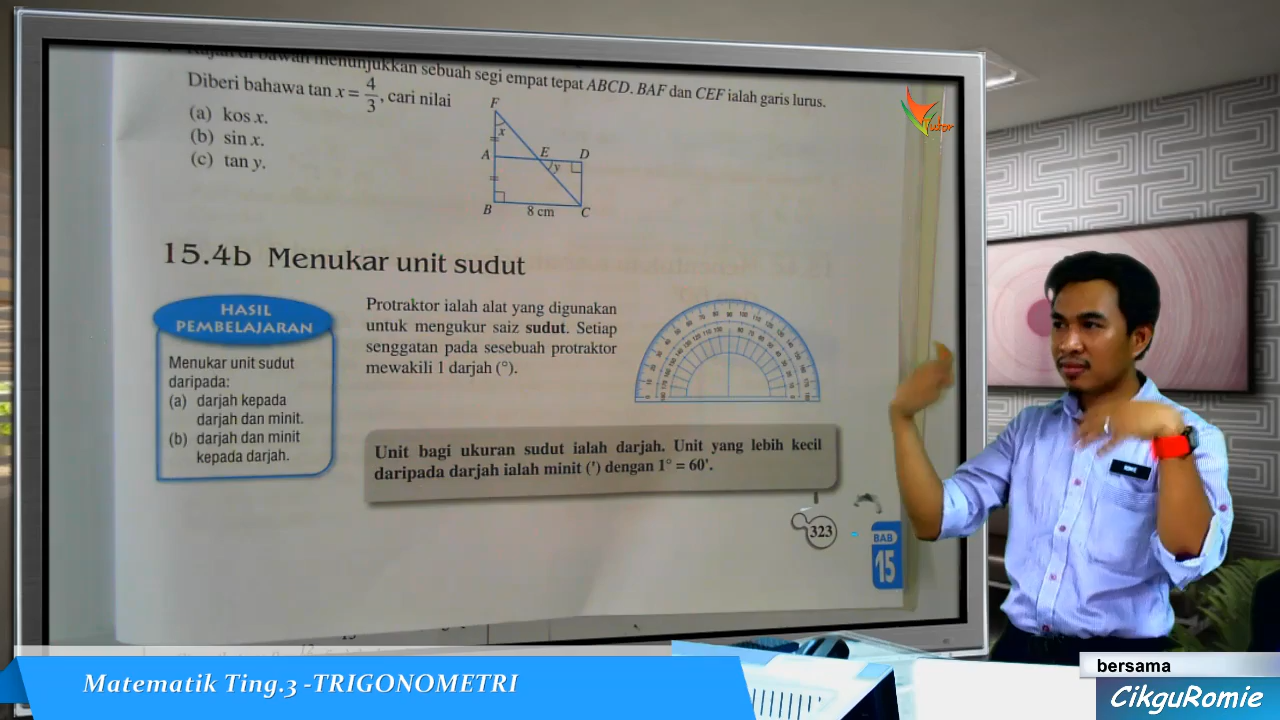 bawah menunjukkan sebuah segi empat tepat ABCD. BAF dan CEF ialah garis lurus.
Diberi bahawa tan x = 4/3, cari nilai
(a) kos x.
(b) sin x.
(c) tan y.
F
x
A E D
y
B 8 cm C
Tutor
15.4b Menukar unit sudut
HASIL
PEMBELAJARAN
Menukar unit sudut
daripada:
(a) darjah kepada
darjah dan minit.
(b) darjah dan minit
kepada darjah.
Protraktor ialah alat yang digunakan
untuk mengukur saiz sudut. Setiap
senggatan pada sesebuah protraktor
mewakili 1 darjah (°).
Unit bagi ukuran sudut ialah darjah. Unit yang lebih kecil
daripada darjah ialah minit (') dengan 1° = 60'.
323
BAB
15
Matematik Ting.3 -TRIGONOMETRI
bersama
CikguRomie